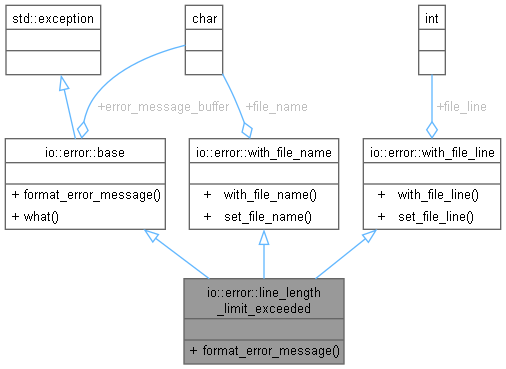 std::exception
char
int
+error_message_buffer
+file_name
+file_line
io::error::base
+ format_error_message()
+ what()
io::error::with_file_name
+ with_file_name()
+ set_file_name()
io::error::with_file_line
+ with_file_line()
+ set_file_line()
io::error::line_length
_limit_exceeded
+ format_error_message()